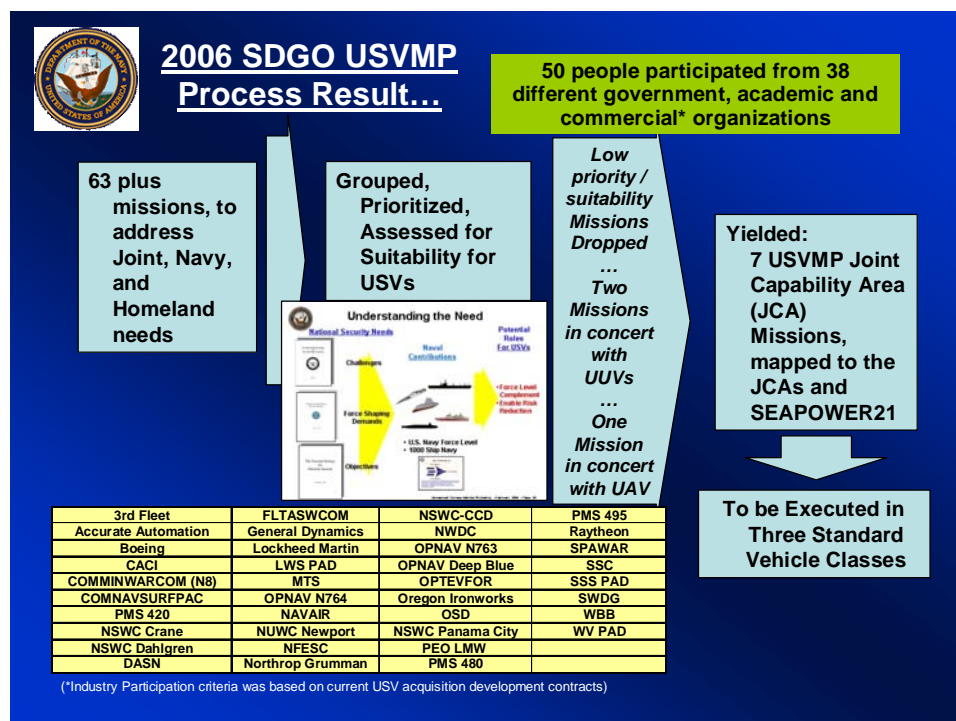 2006 SDGO USVMP
Process Result…
50 people participated from 38
different government, academic and
commercial* organizations
63 plus
missions, to
address
Joint, Navy,
and
Homeland
needs
Grouped,
Prioritized,
Assessed for
Suitability for
USVs
Low
priority /
suitability
Missions
Dropped
…
Two
Missions
in concert
with
UUVs
…
One
Mission
in concert
with UAV
Yielded:
7 USVMP Joint
Capability Area
(JCA)
Missions,
mapped to the
JCAs and
SEAPOWER21
To be Executed in
Three Standard
Vehicle Classes
DEPARTMENT OF THE NAVY
UNITED STATES OF AMERICA
Understanding the Need
National Security Needs
Naval
Contributions
Potential
Roles
For USVs
Challenges
Force Shaping
Demands
Objectives
• Force Level
Complement
• Enable Risk
Reduction
• U.S. Navy Force Level
• 1000 Ship Navy
3rd Fleet FLTASWCOM NSWC-CCD PMS 495
Accurate Automation General Dynamics NWDC Raytheon
Boeing Lockheed Martin OPNAV N763 SPAWAR
CACI LWS PAD OPNAV Deep Blue SSC
COMMINWARCOM (N8) MTS OPTEVFOR SSS PAD
COMNAVSURFPAC OPNAV N764 Oregon Ironworks SWDG
PMS 420 NAVAIR OSD WBB
NSWC Crane NUWC Newport NSWC Panama City WV PAD
NSWC Dahlgren NFESC PEO LMW
DASN Northrop Grumman PMS 480
(*Industry Participation criteria was based on current USV acquisition development contracts)